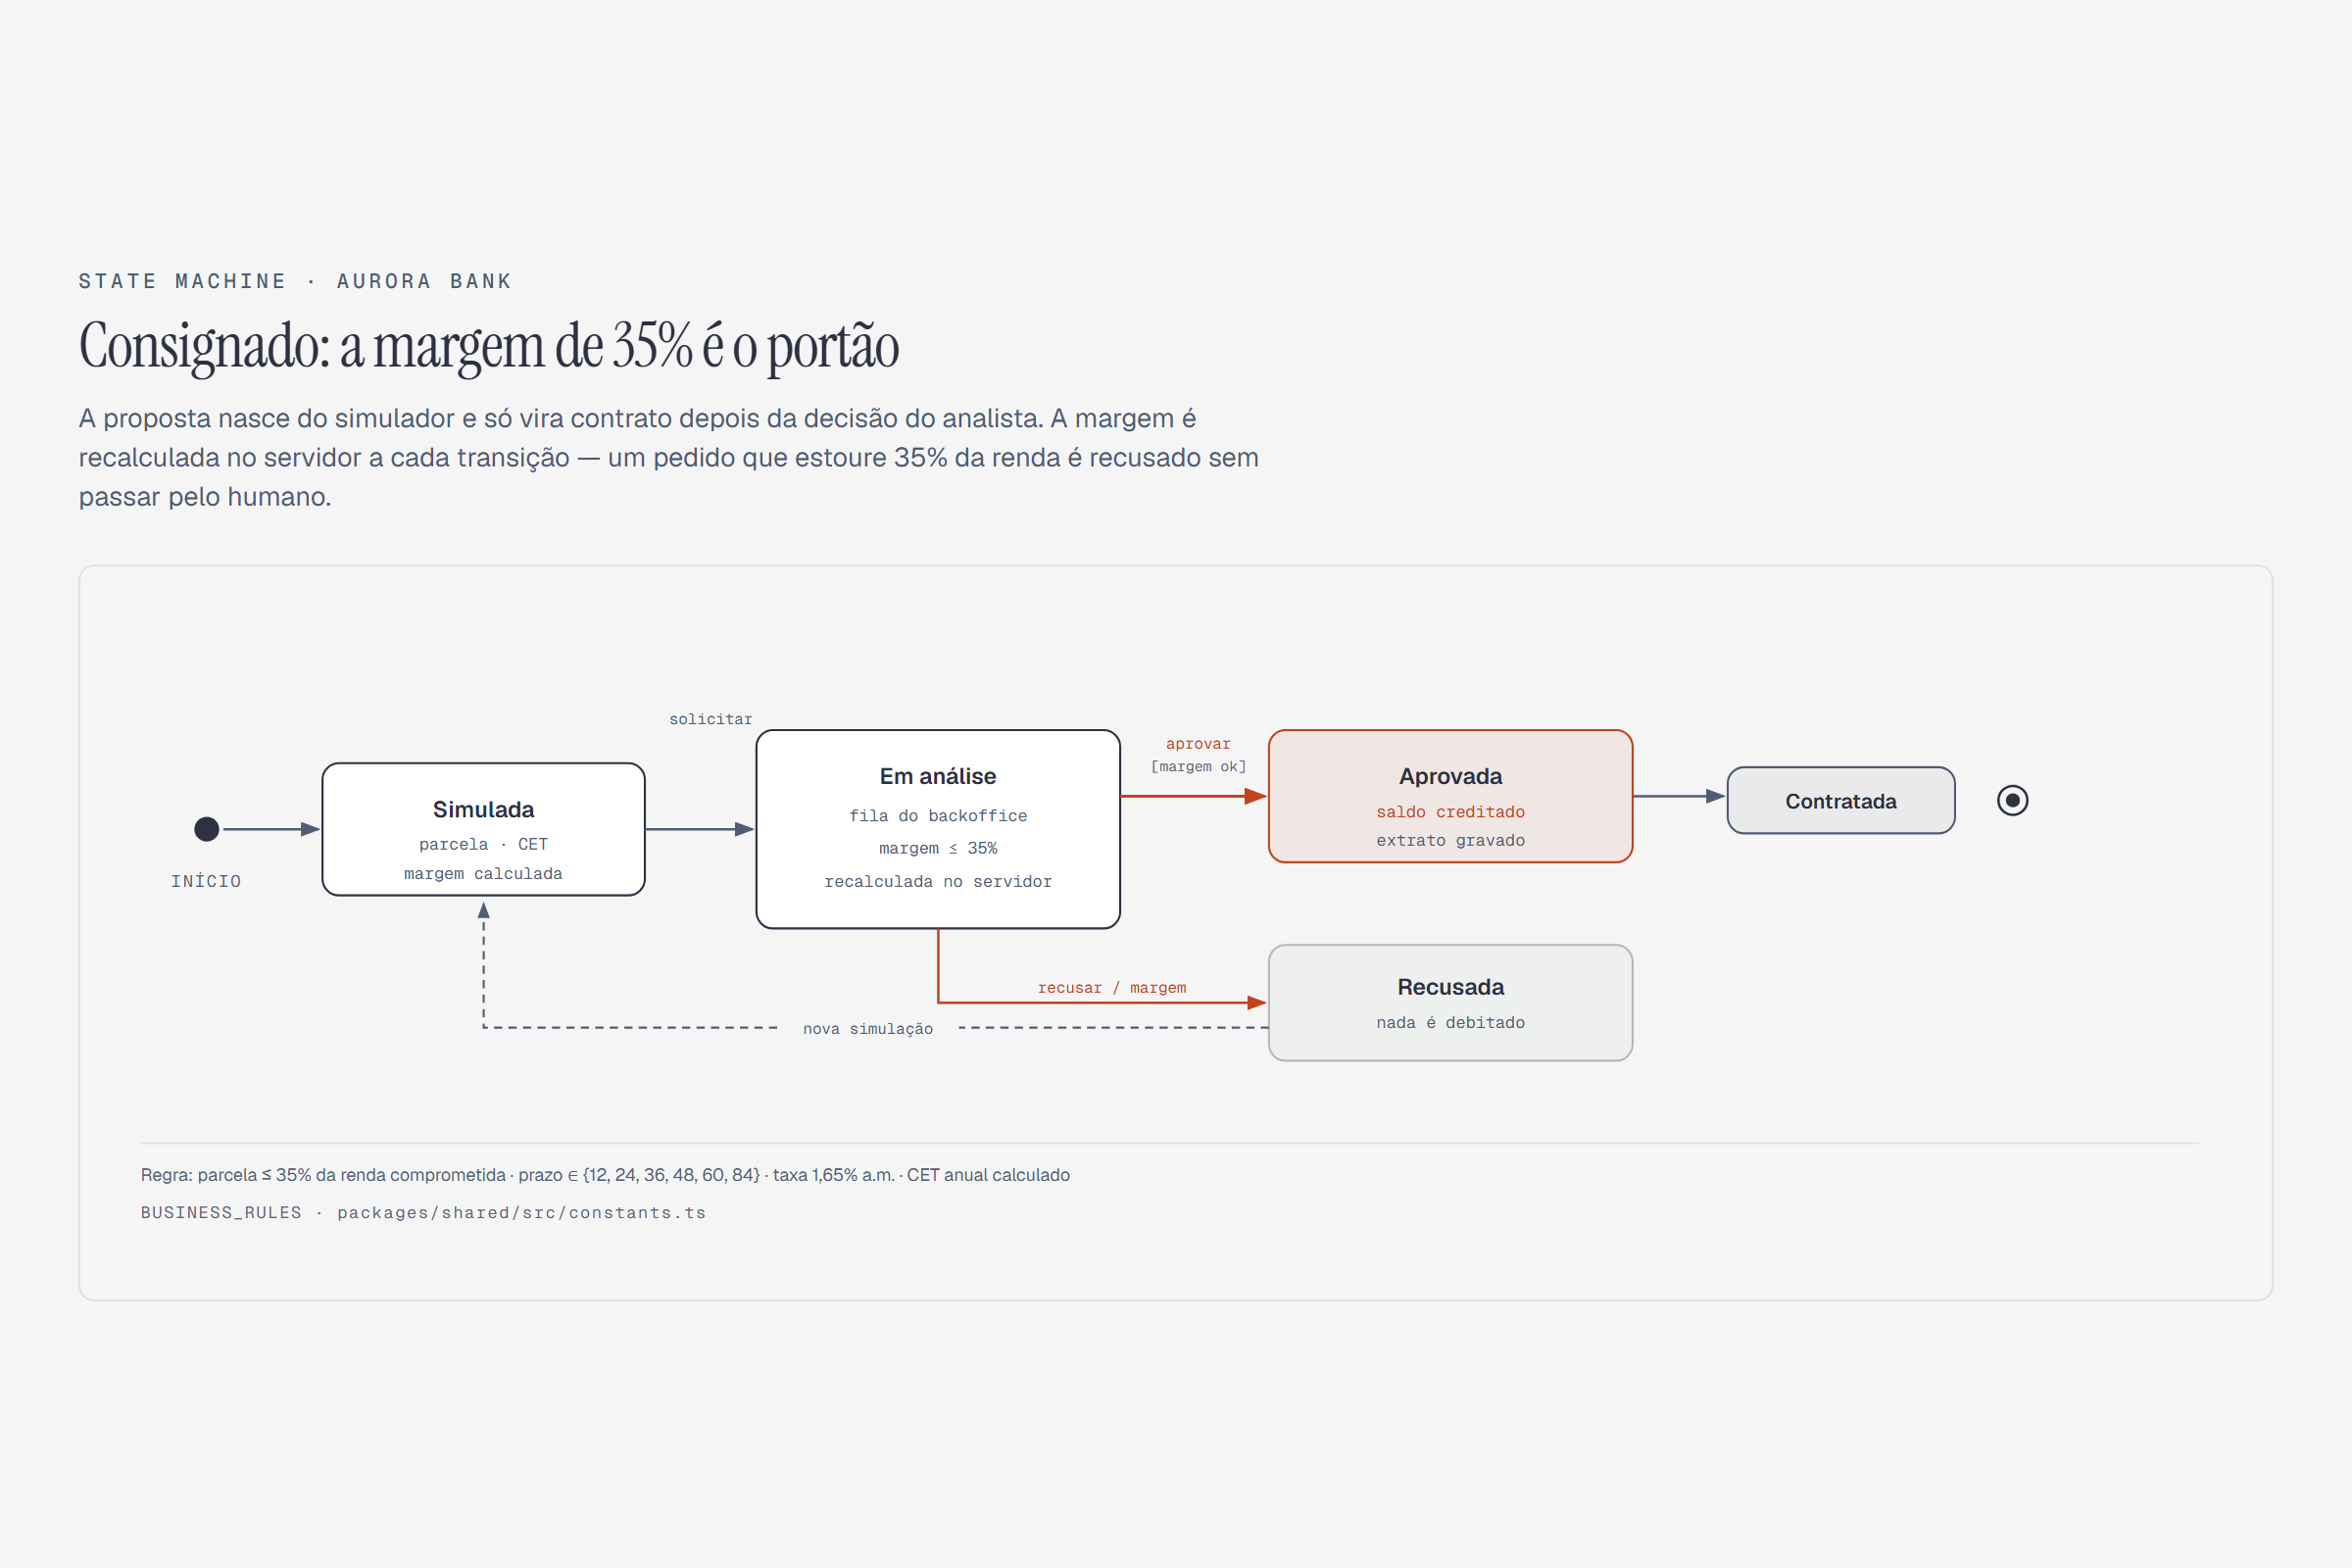 STATE MACHINE · AURORA BANK
Consignado: a margem de 35% é o portão
A proposta nasce do simulador e só vira contrato depois da decisão do analista. A margem é
recalculada no servidor a cada transição — um pedido que estoure 35% da renda é recusado sem
passar pelo humano.
INÍCIO
Simulada
parcela · CET
margem calculada
solicitar
Em análise
fila do backoffice
margem ≤ 35%
recalculada no servidor
aprovar
[margem ok]
Aprovada
saldo creditado
extrato gravado
Contratada
recusar / margem
nova simulação
Recusada
nada é debitado
Regra: parcela ≤ 35% da renda comprometida · prazo ∈ {12, 24, 36, 48, 60, 84} · taxa 1,65% a.m. · CET anual calculado
BUSINESS_RULES · packages/shared/src/constants.ts